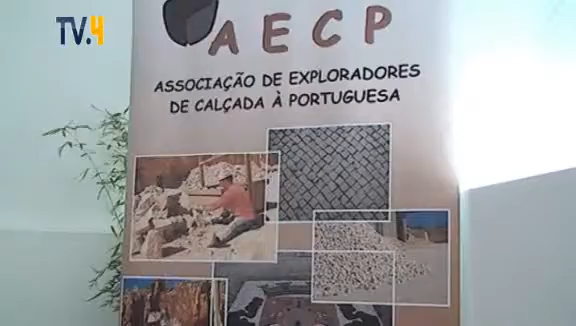 TV.4
AECP
ASSOCIAÇÃO DE EXPLORADORES
DE CALÇADA À PORTUGUESA